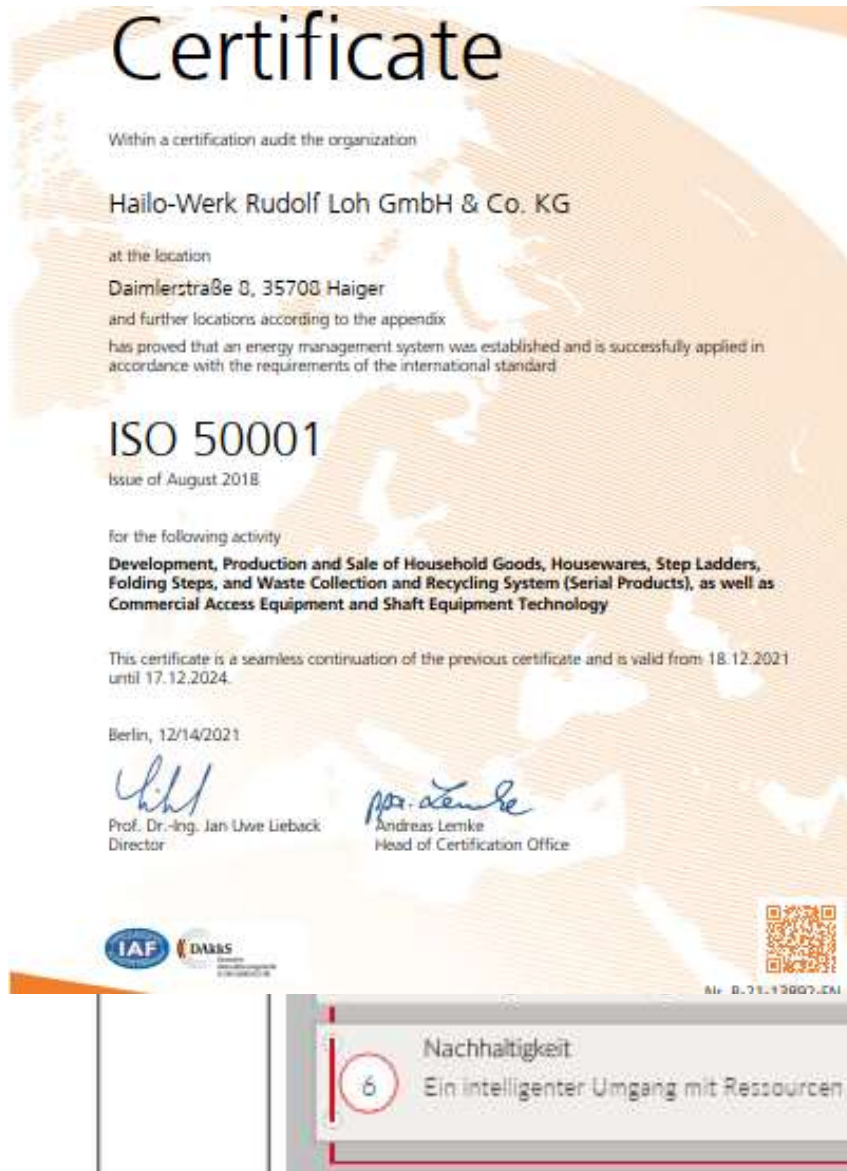 Certificate
Within a certification audit the organization
Hailo-Werk Rudolf Loh GmbH & Co. KG
at the location
Daimlerstraße 8, 35708 Haiger
and further locations according to the appendix
has proved that an energy management system was established and is successfully applied in
accordance with the requirements of the international standard
ISO 50001
Issue of August 2018
for the following activity
Development, Production and Sale of Household Goods, Housewares, Step Ladders,
Folding Steps, and Waste Collection and Recycling System (Serial Products), as well as
Commercial Access Equipment and Shaft Equipment Technology
This certificate is a seamless continuation of the previous certificate and is valid from 18.12.2021
until 17.12.2024.
Berlin, 12/14/2021
ppa. Lemke
Prof. Dr.-Ing. Jan Uwe Lieback
Andreas Lemke
Director
Head of Certification Office
IAF
DAkkS
Nr. B-21-13892-EN
Nachhaltigkeit
6
Ein intelligenter Umgang mit Ressourcen